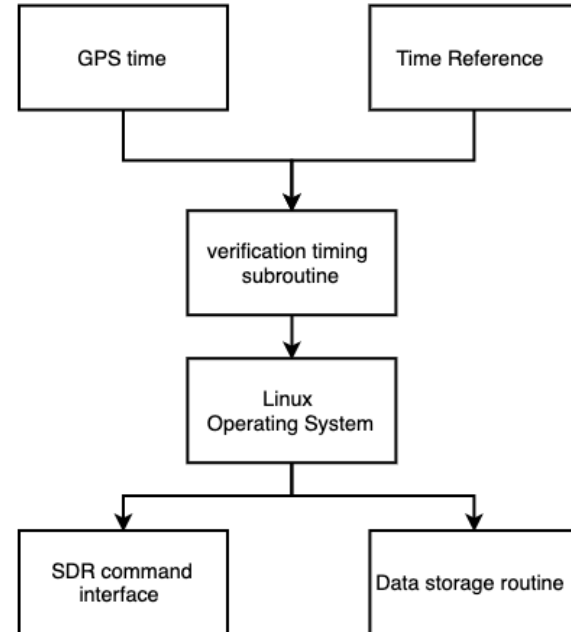 GPS time
Time Reference
verification timing
subroutine
Linux
Operating System
SDR command
interface
Data storage routine